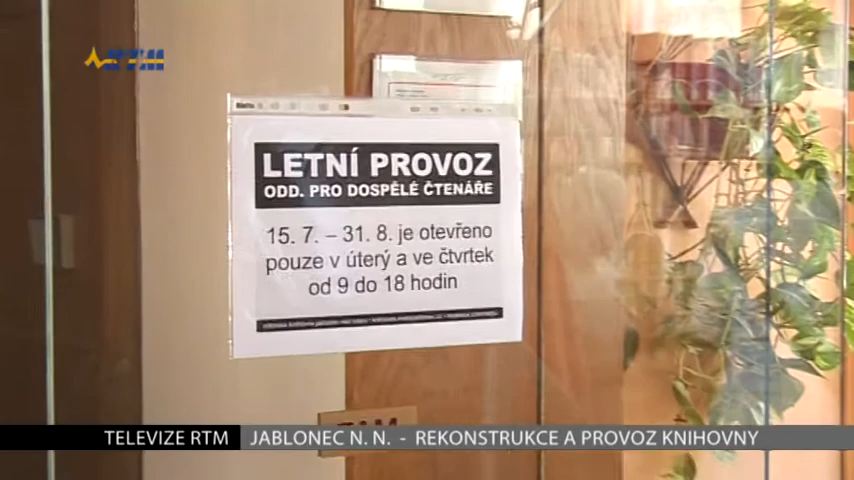 RTM
LETNÍ PROVOZ
ODD. PRO DOSPĚLÉ ČTENÁŘE
15. 7. – 31. 8. je otevřeno
pouze v úterý a ve čtvrtek
od 9 do 18 hodin
TELEVIZE RTM JABLONEC N. N. - REKONSTRUKCE A PROVOZ KNIHOVNY